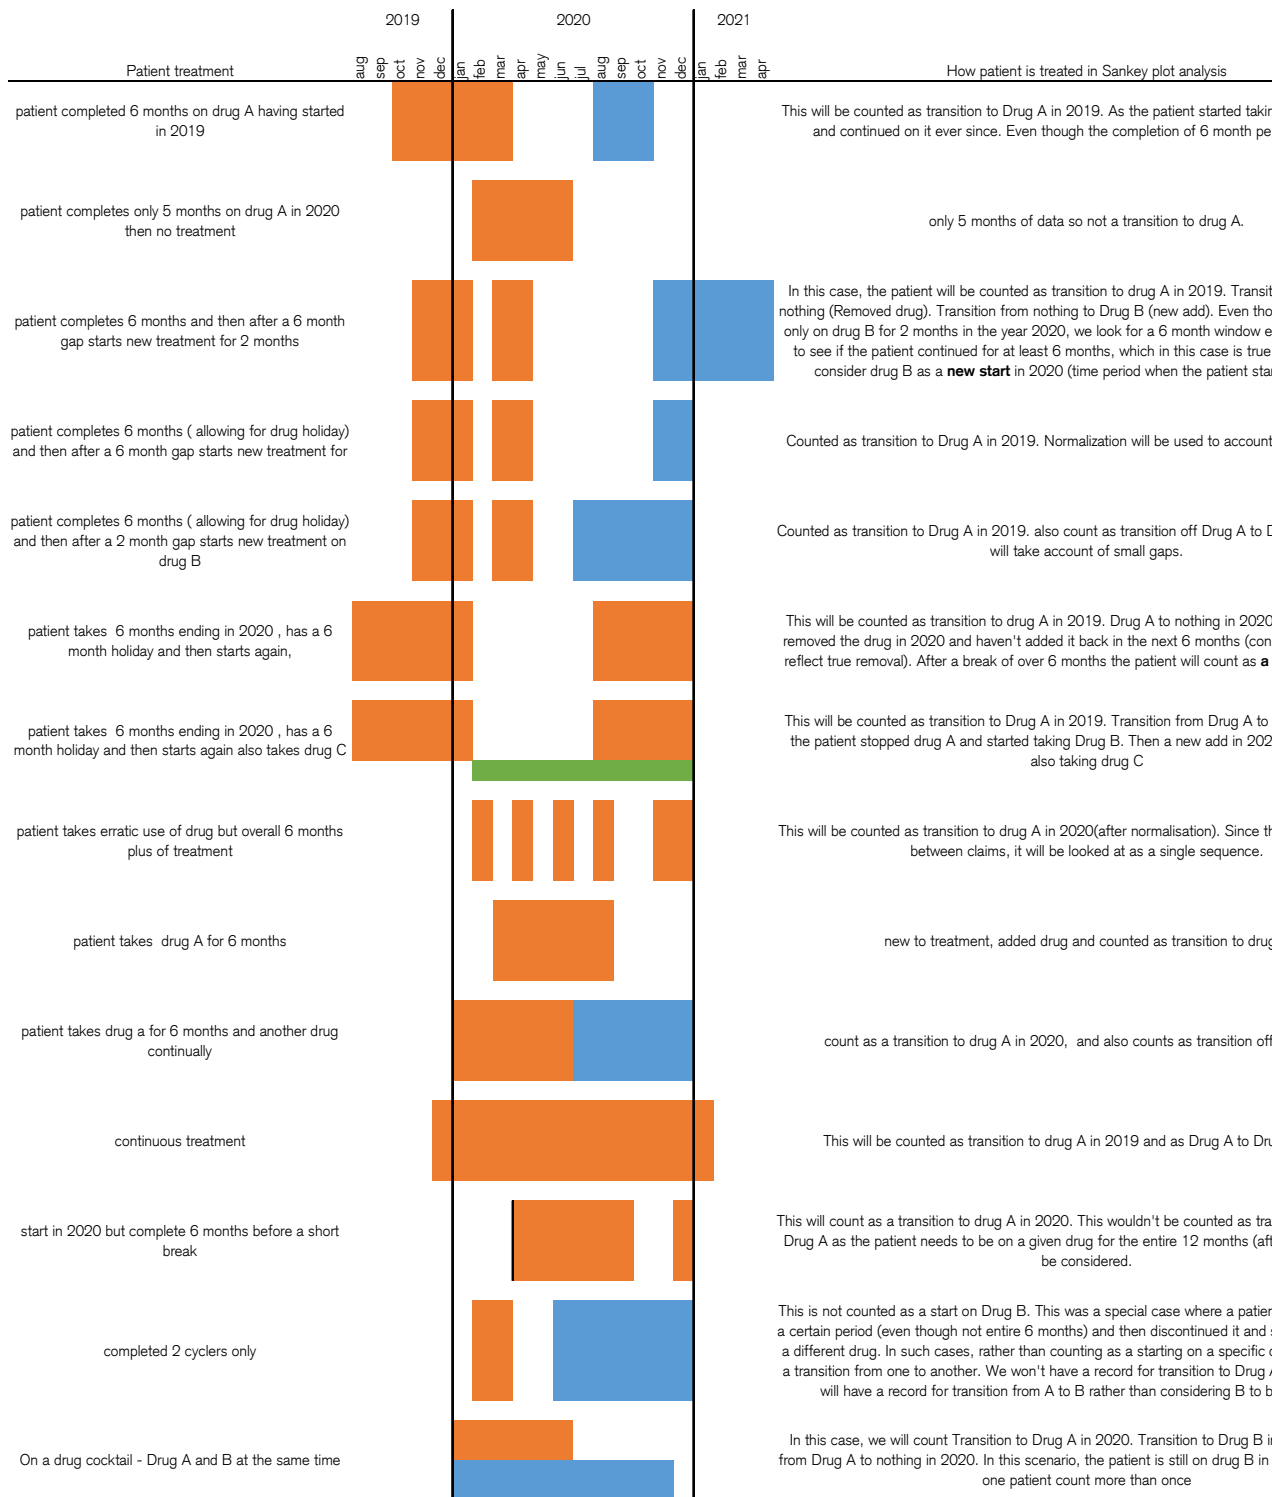 2019 2020 2021
Patient treatment aug sep oct nov dec jan feb mar apr may jun jul aug sep oct nov dec jan feb mar apr How patient is treated in Sankey plot analysis
patient completed 6 months on drug A having started
in 2019
This will be counted as transition to Drug A in 2019. As the patient started takin
and continued on it ever since. Even though the completion of 6 month pe
patient completes only 5 months on drug A in 2020
then no treatment
only 5 months of data so not a transition to drug A.
patient completes 6 months and then after a 6 month
gap starts new treatment for 2 months
In this case, the patient will be counted as transition to drug A in 2019. Transit
nothing (Removed drug). Transition from nothing to Drug B (new add). Even tho
only on drug B for 2 months in the year 2020, we look for a 6 month window e
to see if the patient continued for at least 6 months, which in this case is true
consider drug B as a new start in 2020 (time period when the patient star
patient completes 6 months ( allowing for drug holiday)
and then after a 6 month gap starts new treatment for
Counted as transition to Drug A in 2019. Normalization will be used to account
patient completes 6 months ( allowing for drug holiday)
and then after a 2 month gap starts new treatment on
drug B
Counted as transition to Drug A in 2019. also count as transition off Drug A to D
will take account of small gaps.
patient takes 6 months ending in 2020 , has a 6
month holiday and then starts again,
This will be counted as transition to drug A in 2019. Drug A to nothing in 2020
removed the drug in 2020 and haven't added it back in the next 6 months (con
reflect true removal). After a break of over 6 months the patient will count as a
patient takes 6 months ending in 2020 , has a 6
month holiday and then starts again also takes drug C
This will be counted as transition to Drug A in 2019. Transition from Drug A to
the patient stopped drug A and started taking Drug B. Then a new add in 202
also taking drug C
patient takes erratic use of drug but overall 6 months
plus of treatment
This will be counted as transition to drug A in 2020(after normalisation). Since th
between claims, it will be looked at as a single sequence.
patient takes drug A for 6 months
new to treatment, added drug and counted as transition to drug
patient takes drug a for 6 months and another drug
continually
count as a transition to drug A in 2020, and also counts as transition off
continuous treatment
This will be counted as transition to drug A in 2019 and as Drug A to Dru
start in 2020 but complete 6 months before a short
break
This will count as a transition to drug A in 2020. This wouldn't be counted as tra
Drug A as the patient needs to be on a given drug for the entire 12 months (aft
be considered.
completed 2 cyclers only
This is not counted as a start on Drug B. This was a special case where a patien
a certain period (even though not entire 6 months) and then discontinued it and s
a different drug. In such cases, rather than counting as a starting on a specific d
a transition from one to another. We won't have a record for transition to Drug A
will have a record for transition from A to B rather than considering B to b
On a drug cocktail - Drug A and B at the same time
In this case, we will count Transition to Drug A in 2020. Transition to Drug B in
from Drug A to nothing in 2020. In this scenario, the patient is still on drug B in
one patient count more than once